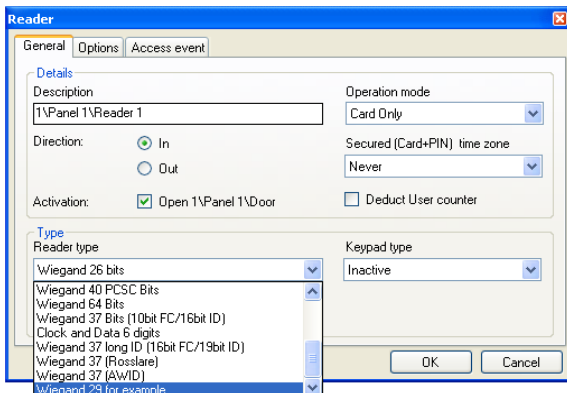 Reader
General Options Access event
Details
Description
1\Panel 1\Reader 1
Operation mode
Card Only
Direction:
In
Out
Secured (Card+PIN) time zone
Never
Activation:
Open 1\Panel 1\Door
Deduct User counter
Type
Reader type
Wiegand 26 bits
Keypad type
Inactive
Wiegand 40 PCSC Bits
Wiegand 64 Bits
Wiegand 37 Bits (10bit FC/16bit ID)
Clock and Data 6 digits
Wiegand 37 long ID (16bit FC/19bit ID)
Wiegand 37 (Rosslare)
Wiegand 37 (AWID)
Wiegand 29 for example
OK Cancel